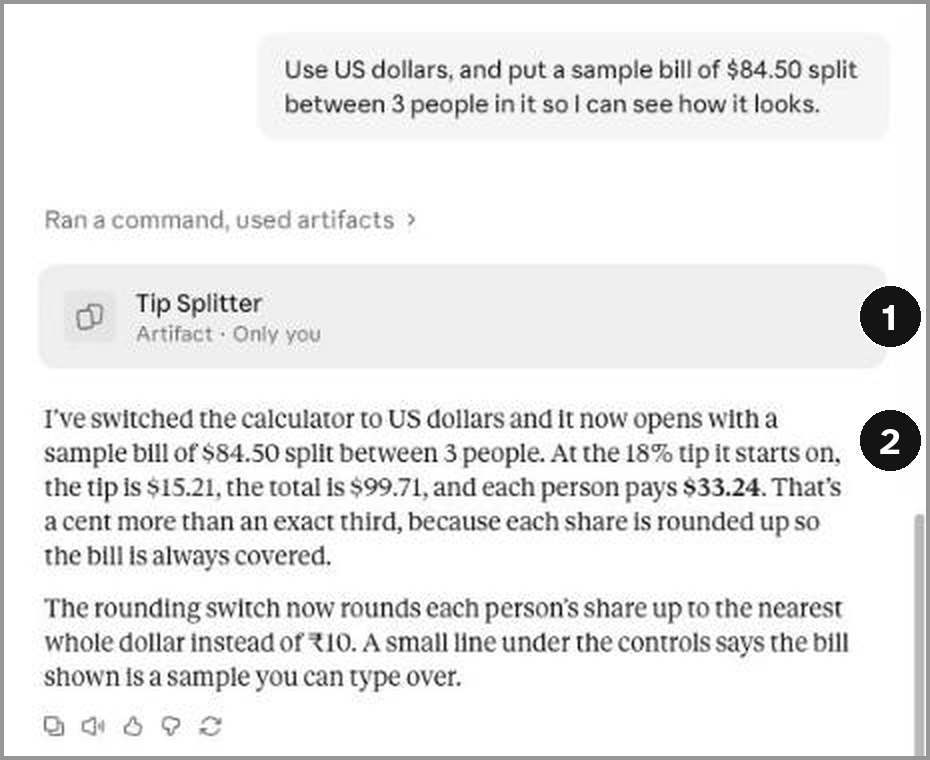 Use US dollars, and put a sample bill of $84.50 split
between 3 people in it so I can see how it looks.
Ran a command, used artifacts >
Tip Splitter
Artifact · Only you
1
I've switched the calculator to US dollars and it now opens with a
sample bill of $84.50 split between 3 people. At the 18% tip it starts on,
2
the tip is $15.21, the total is $99.71, and each person pays $33.24. That's
a cent more than an exact third, because each share is rounded up so
the bill is always covered.
The rounding switch now rounds each person's share up to the nearest
whole dollar instead of ₹10. A small line under the controls says the bill
shown is a sample you can type over.